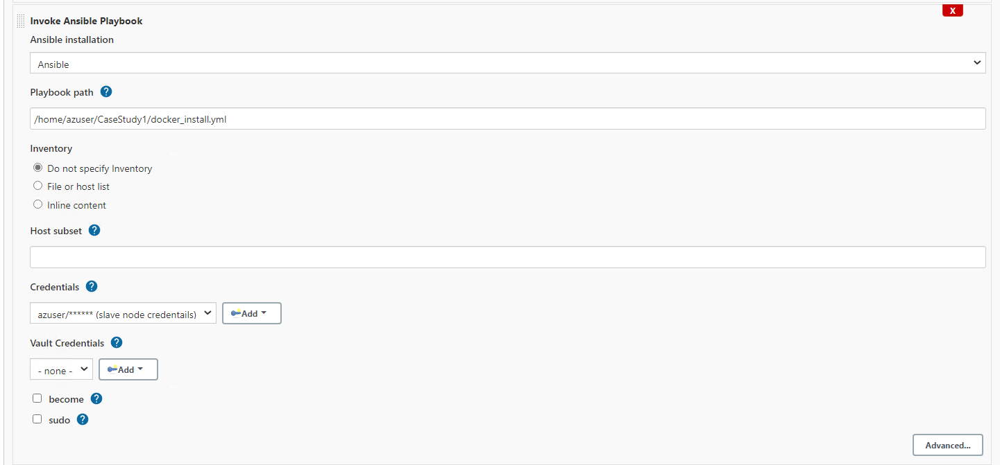 X
Invoke Ansible Playbook
Ansible installation
Ansible
Playbook path ?
/home/azuser/CaseStudy1/docker_install.yml
Inventory
Do not specify Inventory
File or host list
Inline content
Host subset ?
Credentials ?
azuser/****** (slave node credentails) Add
Vault Credentials ?
- none - Add
become ?
sudo ?
Advanced...